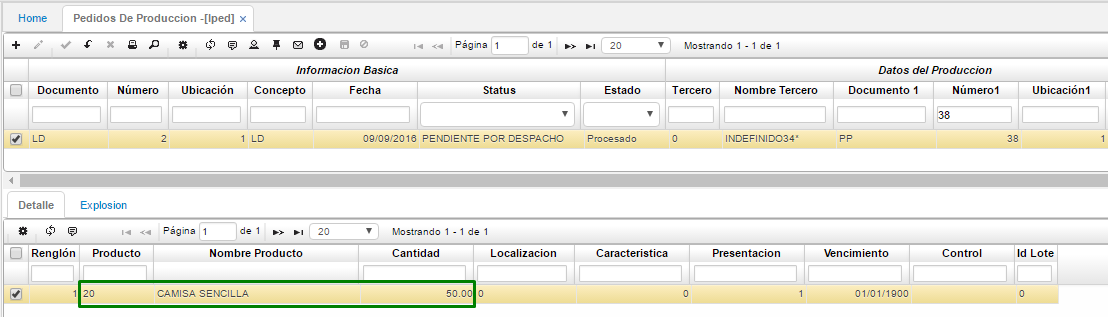 Home Pedidos De Produccion -[lped] ×
Página 1 de 1 20 Mostrando 1 - 1 de 1
Informacion Basica Datos del Produccion
Documento Número Ubicación Concepto Fecha Status Estado Tercero Nombre Tercero Documento 1 Número1 Ubicación1
38
LD 2 1 LD 09/09/2016 PENDIENTE POR DESPACHO Procesado 0 INDEFINIDO34* PP 38 1
Detalle Explosion
Página 1 de 1 20 Mostrando 1 - 1 de 1
Renglón Producto Nombre Producto Cantidad Localizacion Caracteristica Presentacion Vencimiento Control Id Lote
1 20 CAMISA SENCILLA 50.00 0 0 1 01/01/1900 0